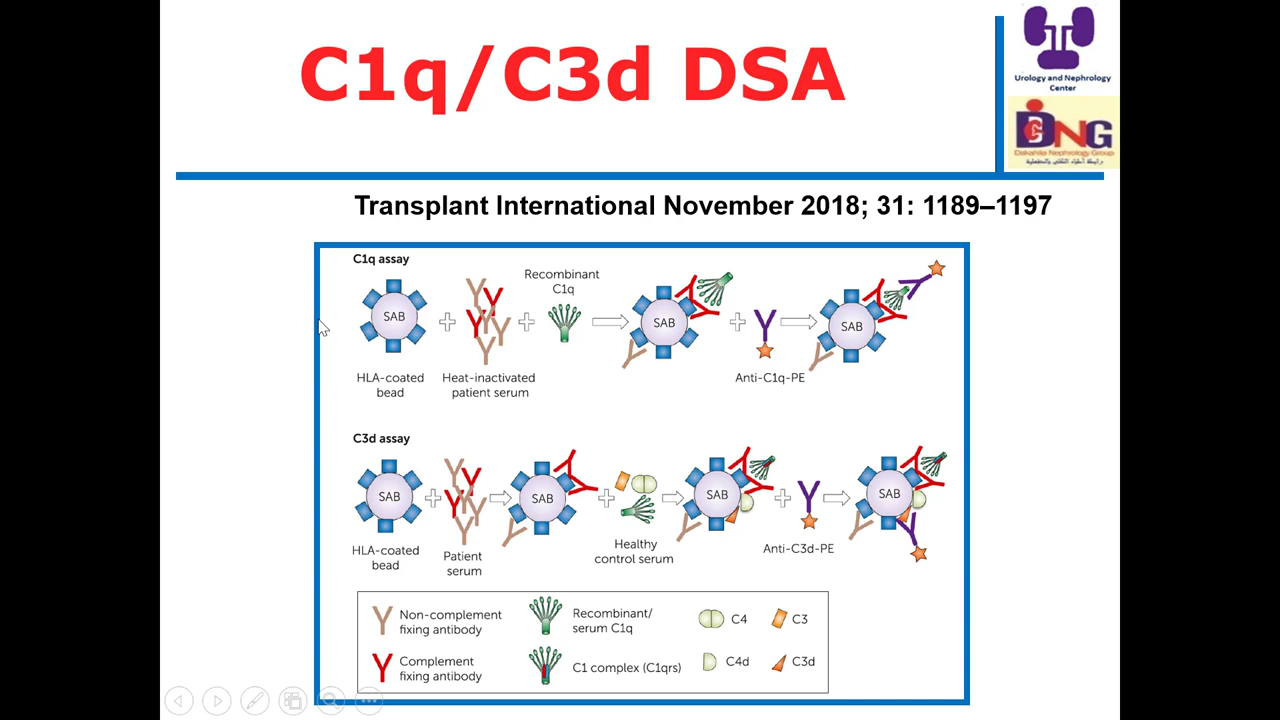 C1q/C3d DSA
Urology and Nephrology
Center
DNG
Dakahlia Nephrology Group
Transplant International November 2018; 31: 1189–1197
C1q assay
Recombinant
C1q
SAB
SAB
SAB
HLA-coated
bead
Heat-inactivated
patient serum
Anti-C1q-PE
C3d assay
SAB
SAB
SAB
SAB
HLA-coated
bead
Patient
serum
Healthy
control serum
Anti-C3d-PE
Non-complement
fixing antibody
Recombinant/
serum C1q
C4
C3
Complement
fixing antibody
C1 complex (C1qrs)
C4d
C3d